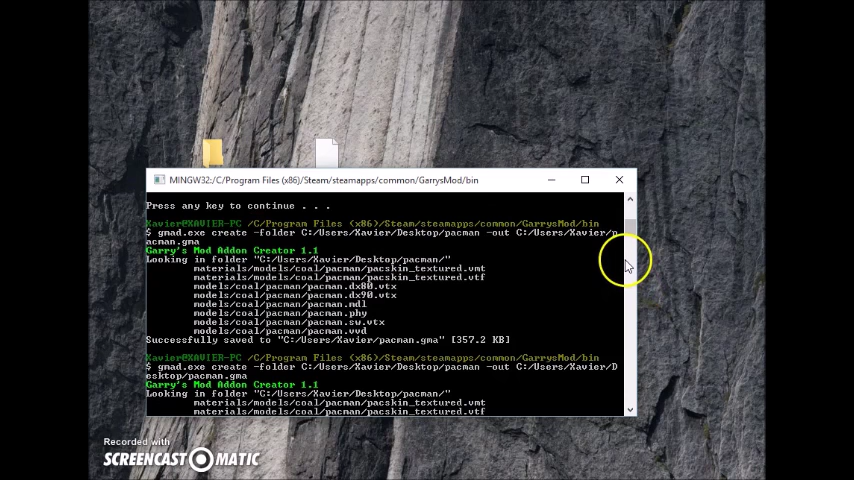 MINGW32:/C/Program Files (x86)/Steam/steamapps/common/GarrysMod/bin
Press any key to continue . . .
Xavier@XAVIER-PC /C/Program Files (x86)/Steam/steamapps/common/GarrysMod/bin
$ gmad.exe create -folder C:/Users/Xavier/Desktop/pacman -out C:/Users/Xavier/p
acman.gma
Garry's Mod Addon Creator 1.1
Looking in folder "C:/Users/Xavier/Desktop/pacman/"
materials/models/coal/pacman/pacskin_textured.vmt
materials/models/coal/pacman/pacskin_textured.vtf
models/coal/pacman/pacman.dx80.vtx
models/coal/pacman/pacman.dx90.vtx
models/coal/pacman/pacman.mdl
models/coal/pacman/pacman.phy
models/coal/pacman/pacman.sw.vtx
models/coal/pacman/pacman.vvd
Successfully saved to "C:/Users/Xavier/pacman.gma" [357.2 KB]
Xavier@XAVIER-PC /C/Program Files (x86)/Steam/steamapps/common/GarrysMod/bin
$ gmad.exe create -folder C:/Users/Xavier/Desktop/pacman -out C:/Users/Xavier/D
esktop/pacman.gma
Garry's Mod Addon Creator 1.1
Looking in folder "C:/Users/Xavier/Desktop/pacman/"
materials/models/coal/pacman/pacskin_textured.vmt
materials/models/coal/pacman/pacskin_textured.vtf
Recorded with
SCREENCAST MATIC